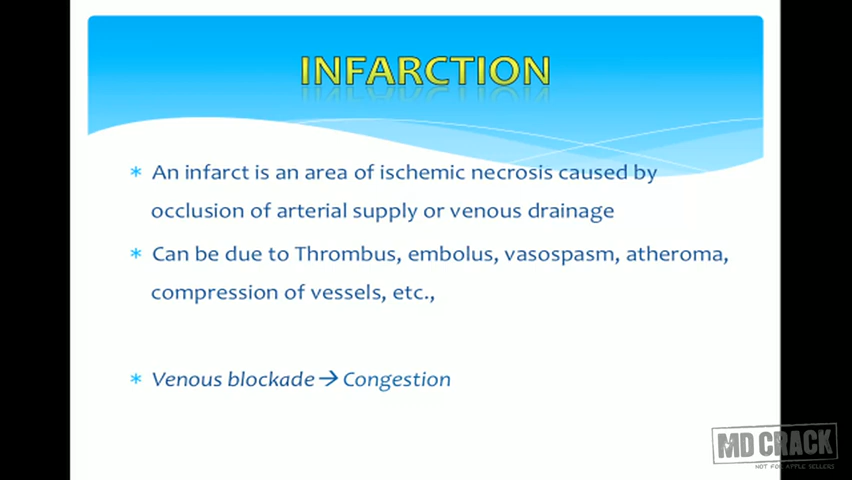 INFARCTION
* An infarct is an area of ischemic necrosis caused by
occlusion of arterial supply or venous drainage
* Can be due to Thrombus, embolus, vasospasm, atheroma,
compression of vessels, etc.,
* Venous blockade → Congestion
MD CRACK
NOT FOR APPLE SELLERS